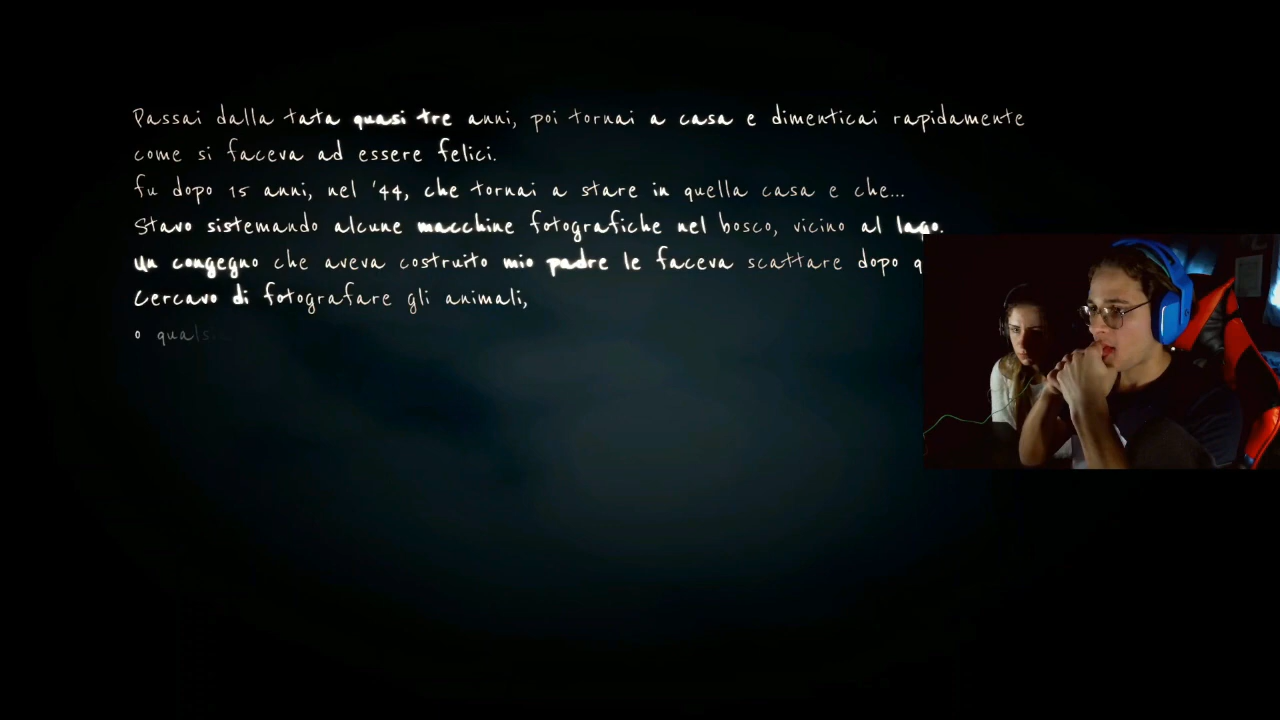 Passai dalla tata quasi tre anni, poi tornai a casa e dimenticai rapidamente
come si faceva ad essere felici.
fu dopo 15 anni, nel '44, che tornai a stare in quella casa e che...
Stavo sistemando alcune macchine fotografiche nel bosco, vicino al lago.
Un congegno che aveva costruito mio padre le faceva scattare dopo
Cercavo di fotografare gli animali,
o